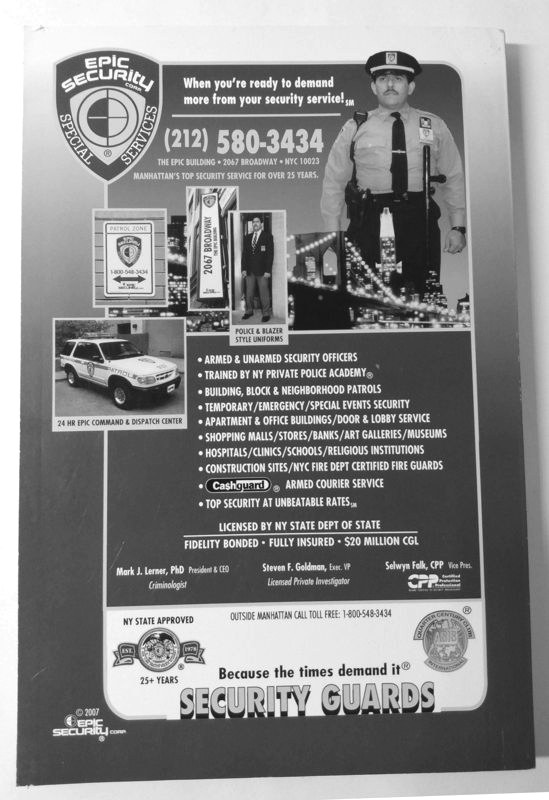 EPIC
SECURITY
CORP.
SPECIAL SERVICES
®
When you're ready to demand
more from your security service!SM
(212) 580-3434
THE EPIC BUILDING • 2067 BROADWAY • NYC 10023
MANHATTAN'S TOP SECURITY SERVICE FOR OVER 25 YEARS.
PATROL ZONE
1-800-548-3434
2067 BROADWAY
THE EPIC BUILDING
POLICE & BLAZER
STYLE UNIFORMS
PATROL
24 HR EPIC COMMAND & DISPATCH CENTER
• ARMED & UNARMED SECURITY OFFICERS
• TRAINED BY NY PRIVATE POLICE ACADEMY®
• BUILDING, BLOCK & NEIGHBORHOOD PATROLS
• TEMPORARY/EMERGENCY/SPECIAL EVENTS SECURITY
• APARTMENT & OFFICE BUILDINGS/DOOR & LOBBY SERVICE
• SHOPPING MALLS/STORES/BANKS/ART GALLERIES/MUSEUMS
• HOSPITALS/CLINICS/SCHOOLS/RELIGIOUS INSTITUTIONS
• CONSTRUCTION SITES/NYC FIRE DEPT CERTIFIED FIRE GUARDS
• Cashguard® ARMED COURIER SERVICE
• TOP SECURITY AT UNBEATABLE RATESSM
LICENSED BY NY STATE DEPT OF STATE
FIDELITY BONDED • FULLY INSURED • $20 MILLION CGL
Mark J. Lerner, PhD President & CEO
Criminologist
Steven F. Goldman, Exec. VP
Licensed Private Investigator
Selwyn Falk, CPP Vice Pres.
CPP Certified
Protection
Professional
NY STATE APPROVED
EST. 1978
®
25+ YEARS
OUTSIDE MANHATTAN CALL TOLL FREE: 1-800-548-3434
QUARTER CENTURY CLUB
INTERNATIONAL
®
Because the times demand it®
SECURITY GUARDS
© 2007
EPIC
SECURITY CORP.
®